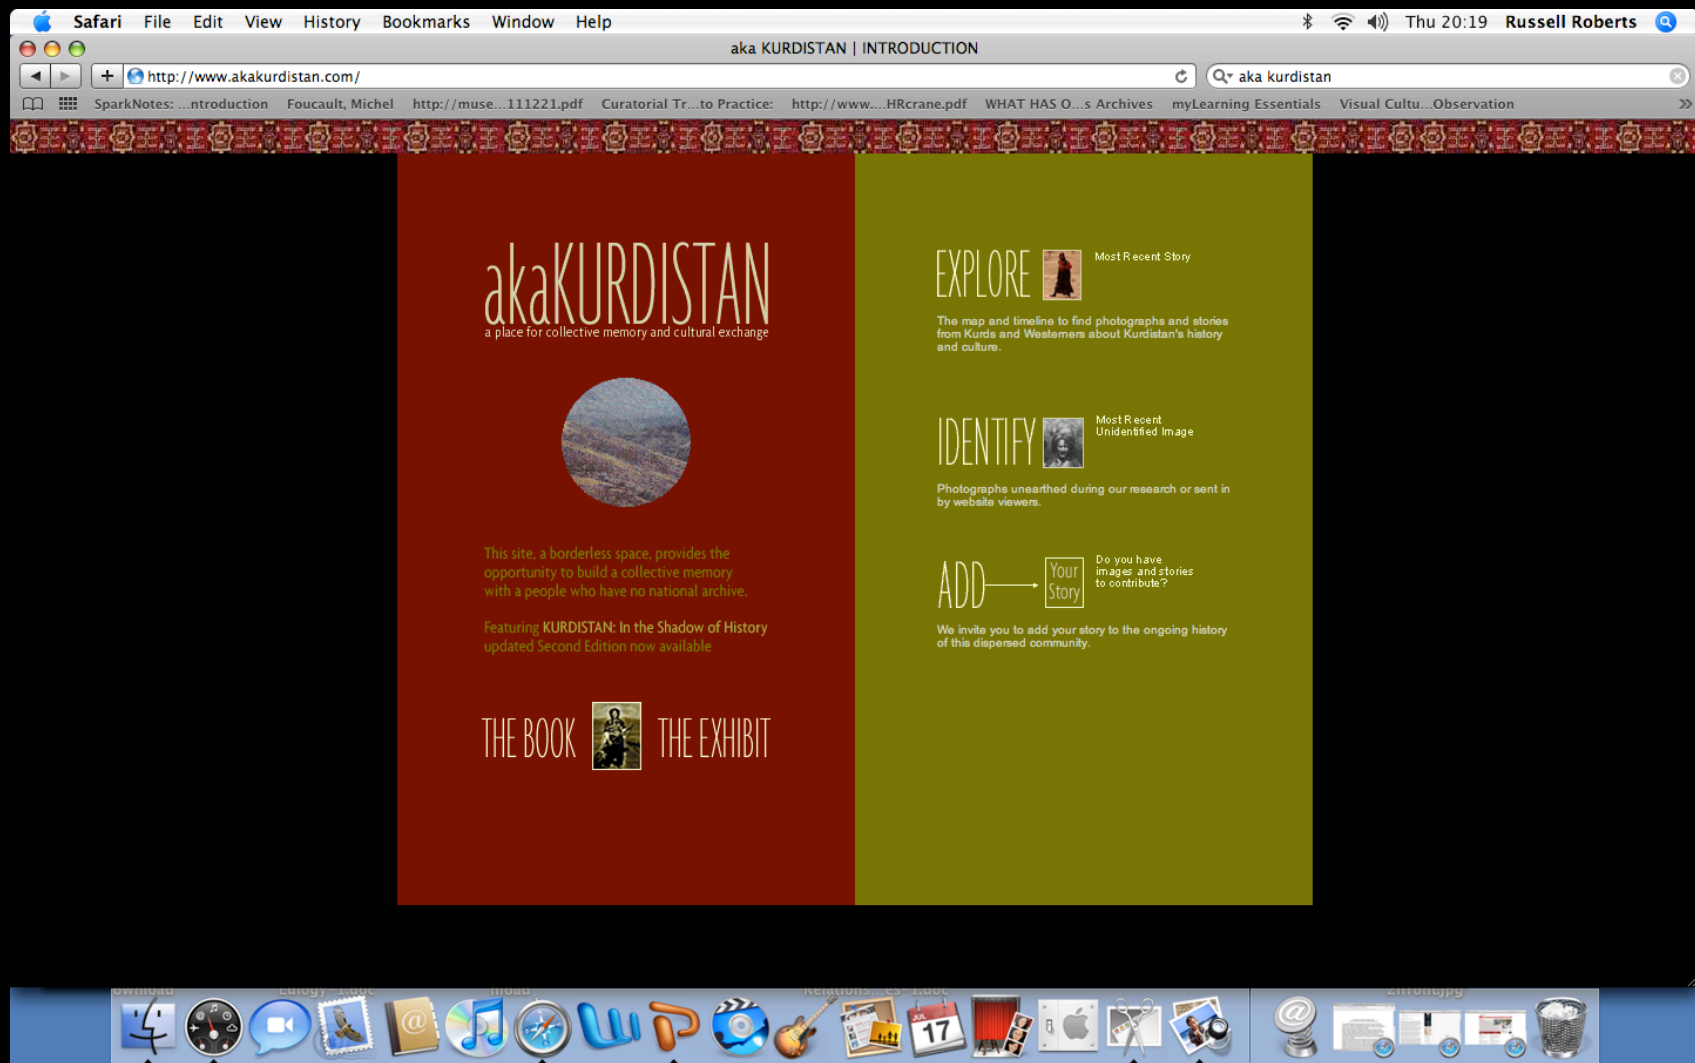 Safari File Edit View History Bookmarks Window Help Thu 20:19 Russell Roberts
aka KURDISTAN | INTRODUCTION
http://www.akakurdistan.com/ aka kurdistan
SparkNotes: ...ntroduction Foucault, Michel http://muse...111221.pdf Curatorial Tr...to Practice: http://www....HRcrane.pdf WHAT HAS O...s Archives myLearning Essentials Visual Cultu...Observation
akaKURDISTAN
a place for collective memory and cultural exchange
This site, a borderless space, provides the
opportunity to build a collective memory
with a people who have no national archive.
Featuring KURDISTAN: In the Shadow of History
updated Second Edition now available
THE BOOK THE EXHIBIT
EXPLORE Most Recent Story
The map and timeline to find photographs and stories
from Kurds and Westerners about Kurdistan's history
and culture.
IDENTIFY Most Recent
Unidentified Image
Photographs unearthed during our research or sent in
by website viewers.
ADD
Your
Story
Do you have
images and stories
to contribute?
We invite you to add your story to the ongoing history
of this dispersed community.
JUL
17